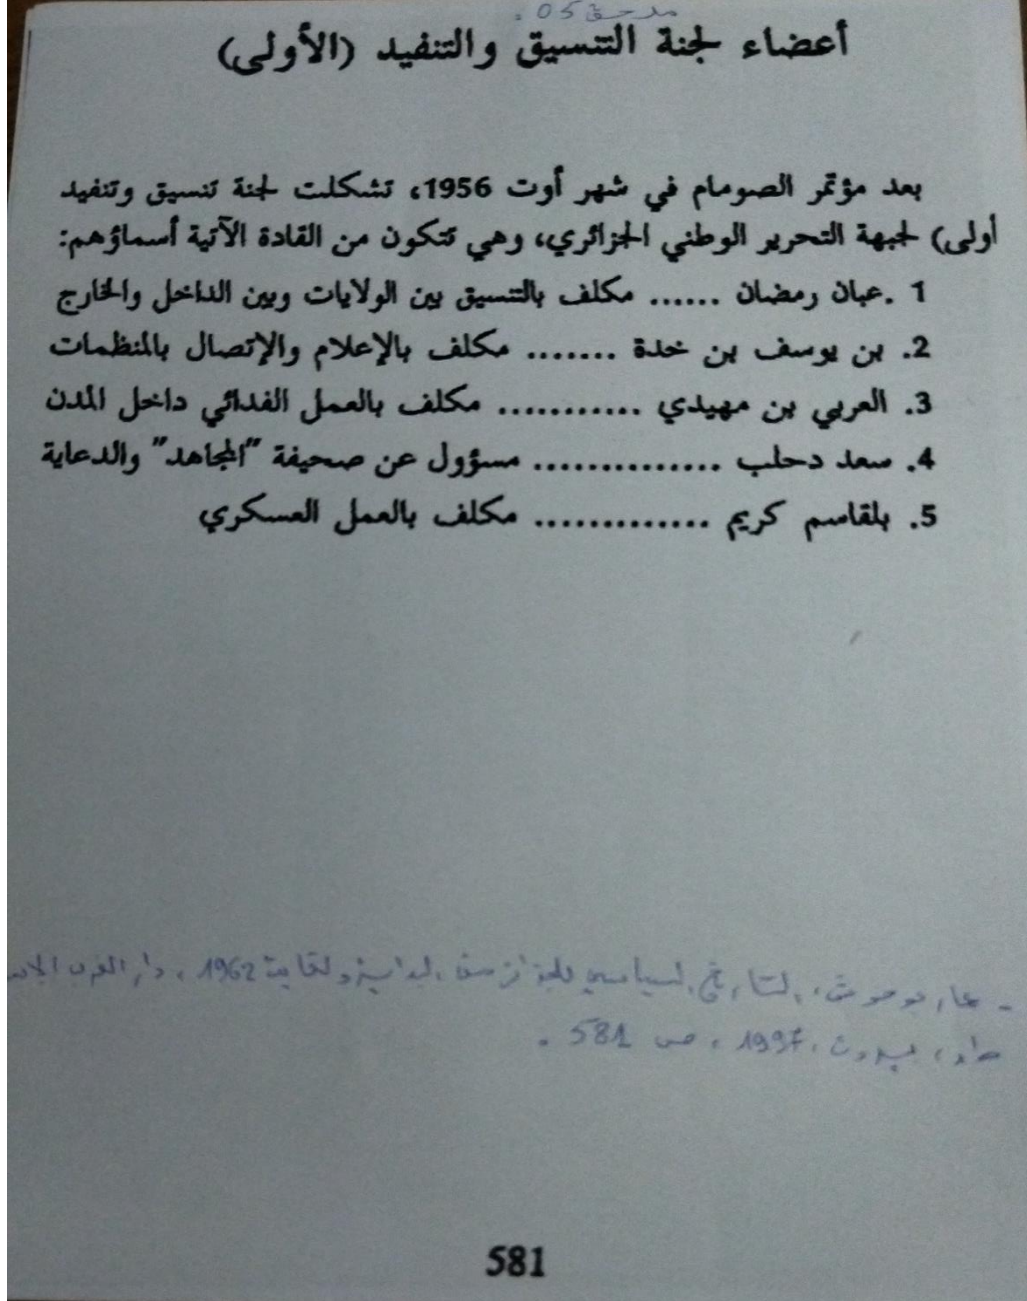 ملحق 05.
أعضاء لجنة التنسيق والتنفيد (الأولى)
بعد مؤتمر الصومام في شهر أوت 1956، تشكلت لجنة تنسيق وتنفيد
أولى) لجبهة التحرير الوطني الجزائري، وهي تتكون من القادة الآتية أسماؤهم:
1 .عبان رمضان ...... مكلف بالتنسيق بين الولايات وبين الداخل والخارج
2. بن يوسف بن خدة ....... مكلف بالإعلام والإتصال بالمنظمات
3. العربي بن مهيدي ........... مكلف بالعمل الفدائي داخل المدن
4. سعد دحلب .............. مسؤول عن صحيفة "المجاهد" والدعاية
5. بلقاسم كريم ............. مكلف بالعمل العسكري
- عمار بوحوش، التاريخ السياسي للجزائر من البداية ولغاية 1962، دار الغرب
ط1، بيروت، 1997، ص 581.
581